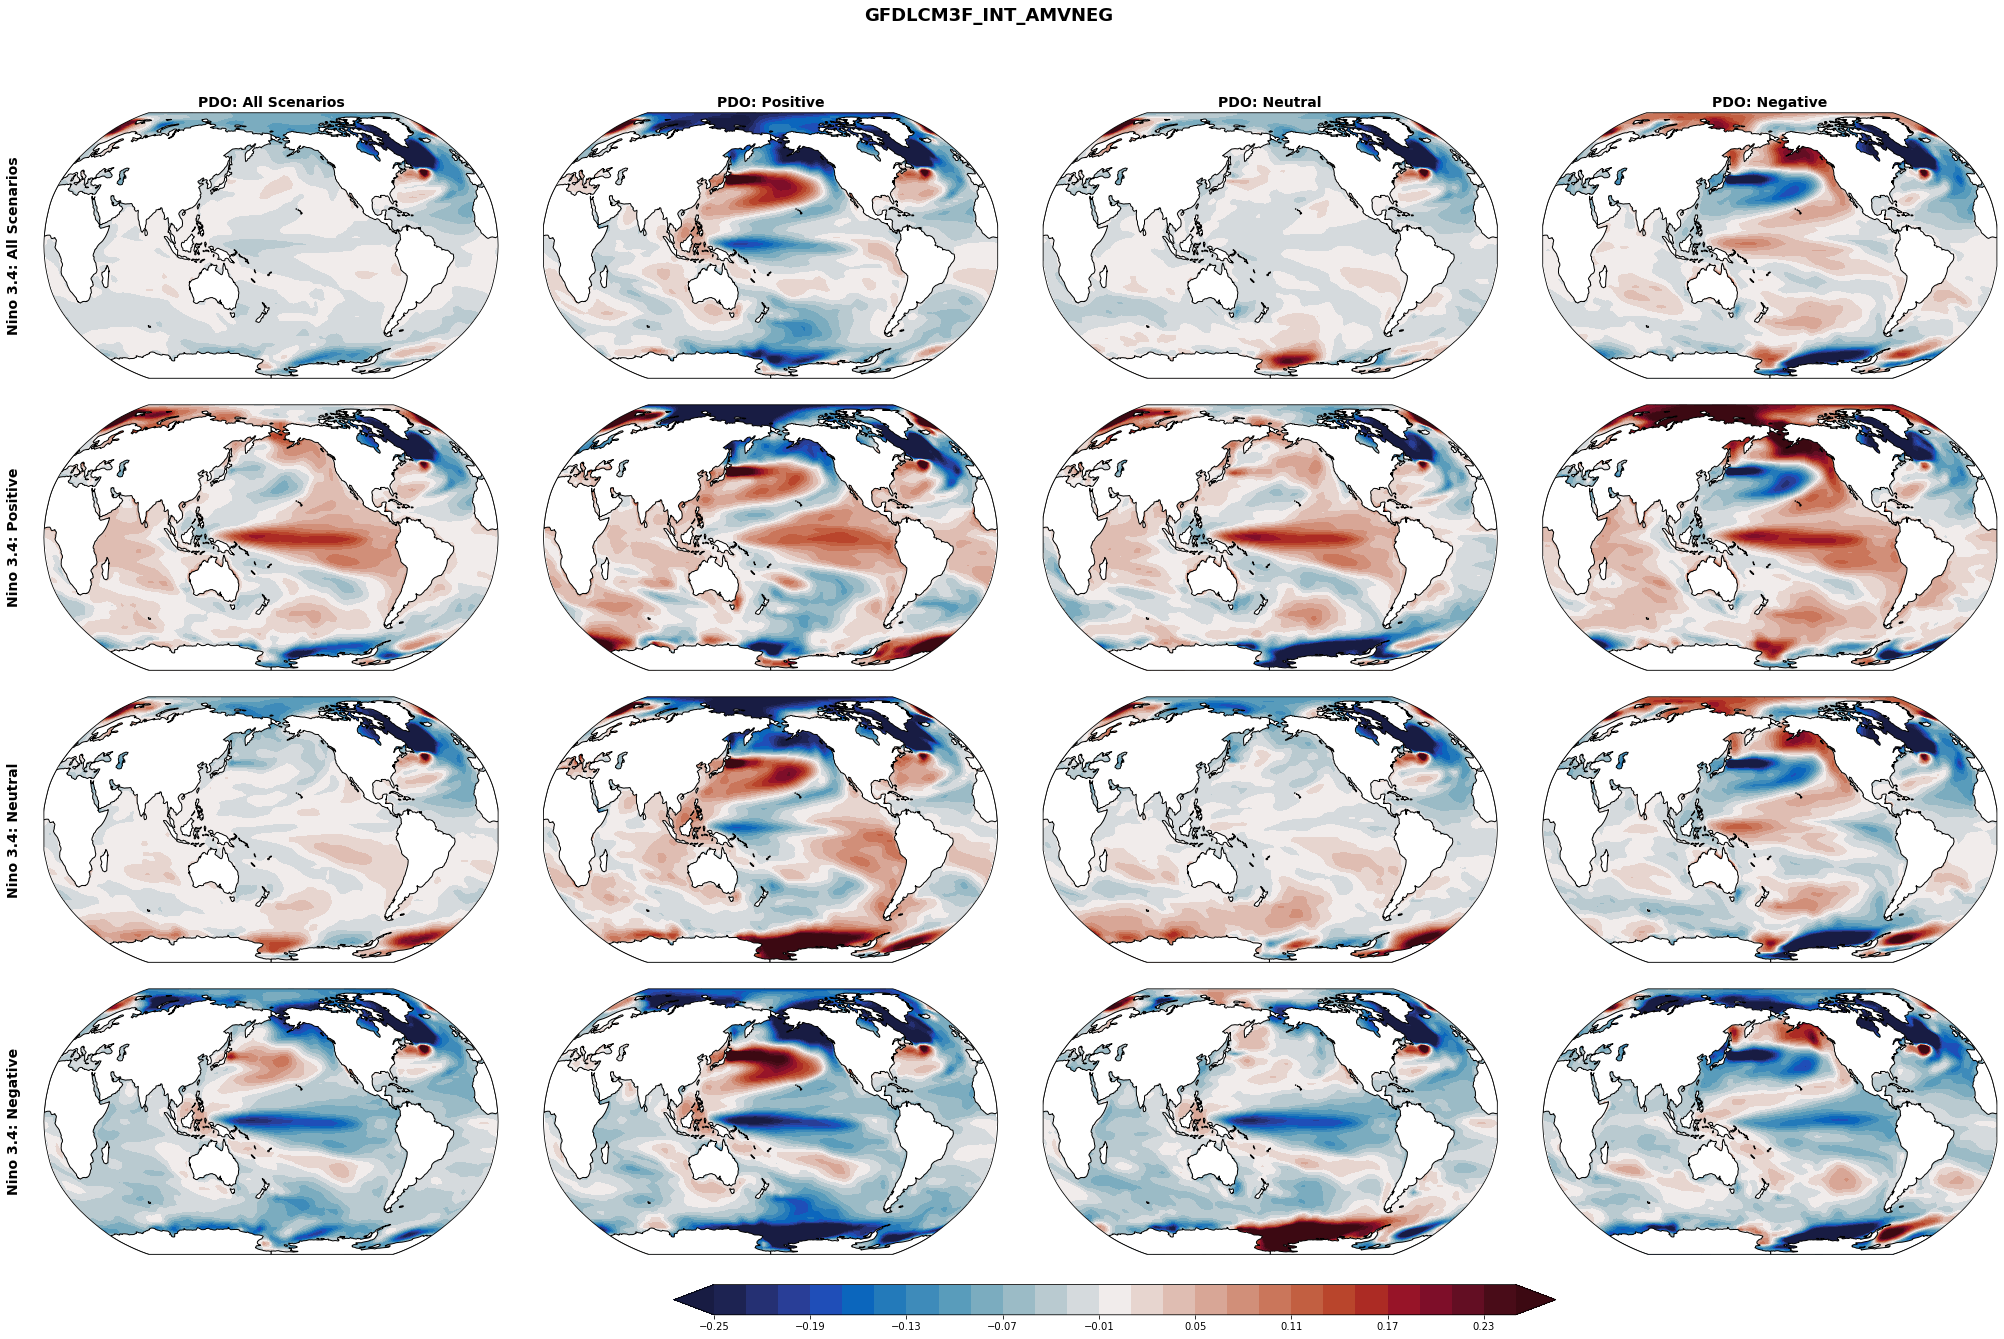 GFDLCM3F_INT_AMVNEG
PDO: All Scenarios
PDO: Positive
PDO: Neutral
PDO: Negative
Nino 3.4: All Scenarios
Nino 3.4: Positive
Nino 3.4: Neutral
Nino 3.4: Negative
−0.25 −0.19 −0.13 −0.07 −0.01 0.05 0.11 0.17 0.23